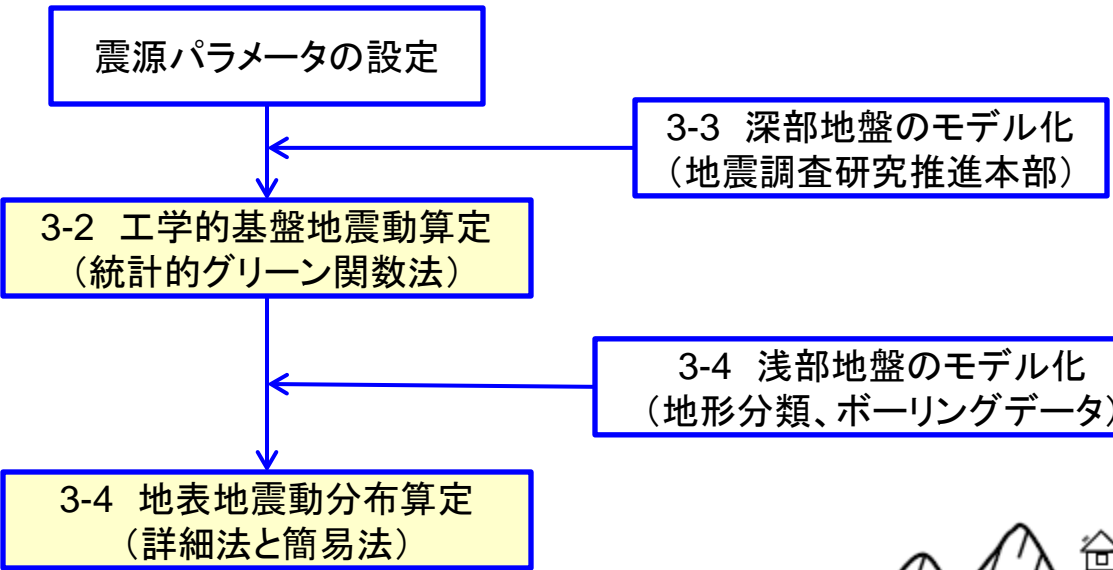 震源パラメータの設定
3-3 深部地盤のモデル化
（地震調査研究推進本部）
3-2 工学的基盤地震動算定
（統計的グリーン関数法）
3-4 浅部地盤のモデル化
（地形分類、ボーリングデータ）
3-4 地表地震動分布算定
（詳細法と簡易法）